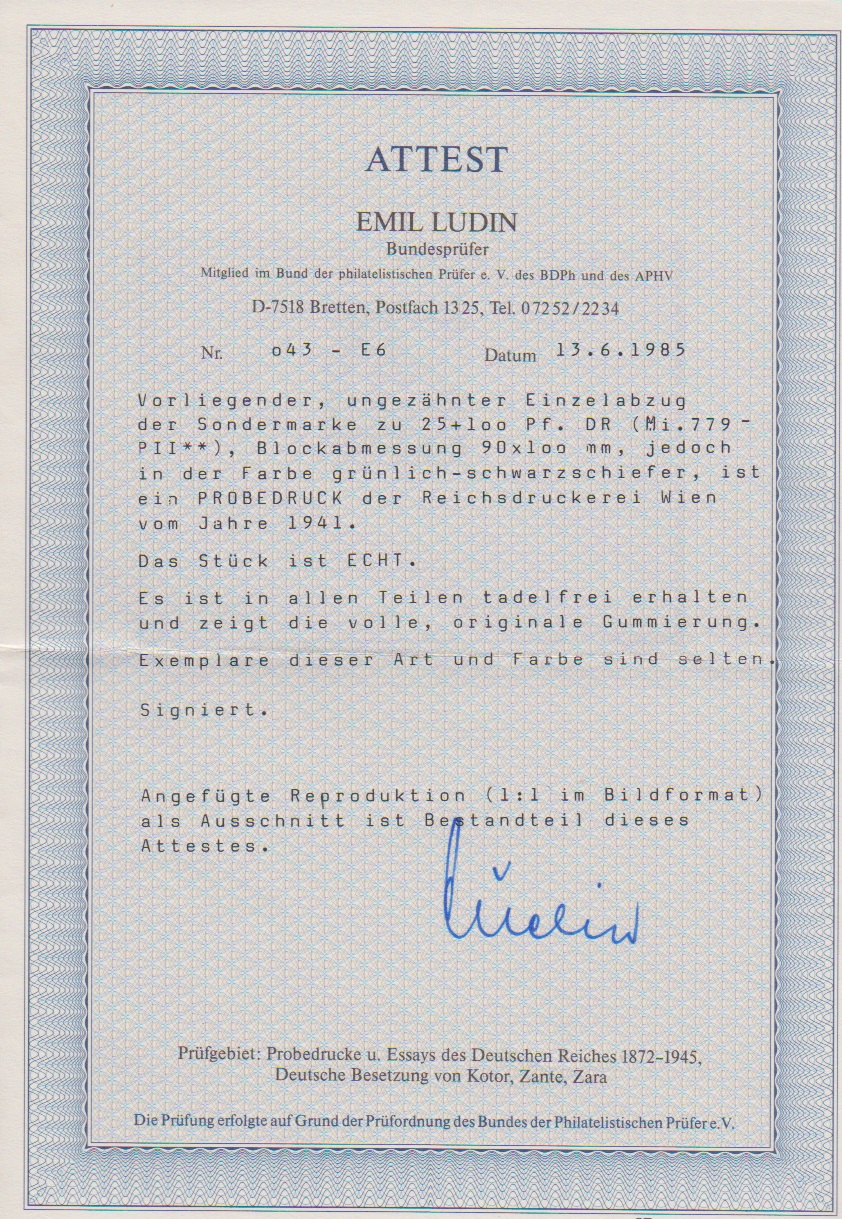 ATTEST
EMIL LUDIN
Bundesprüfer
Mitglied im Bund der philatelistischen Prüfer e. V. des BDPh und des APHV
D-7518 Bretten, Postfach 1325, Tel. 07252/2234
Nr. o43 - E6 Datum 13.6.1985
Vorliegender, ungezähnter Einzelabzug
der Sondermarke zu 25+loo Pf. DR (Mi.779-
PII**), Blockabmessung 90xloo mm, jedoch
in der Farbe grünlich-schwarzschiefer, ist
ein PROBEDRUCK der Reichsdruckerei Wien
vom Jahre 1941.
Das Stück ist ECHT.
Es ist in allen Teilen tadelfrei erhalten
und zeigt die volle, originale Gummierung.
Exemplare dieser Art und Farbe sind selten.
Signiert.
Angefügte Reproduktion (1:1 im Bildformat)
als Ausschnitt ist Bestandteil dieses
Attestes.
Ludin
Prüfgebiet: Probedrucke u. Essays des Deutschen Reiches 1872–1945,
Deutsche Besetzung von Kotor, Zante, Zara
Die Prüfung erfolgte auf Grund der Prüfordnung des Bundes der Philatelistischen Prüfer e.V.